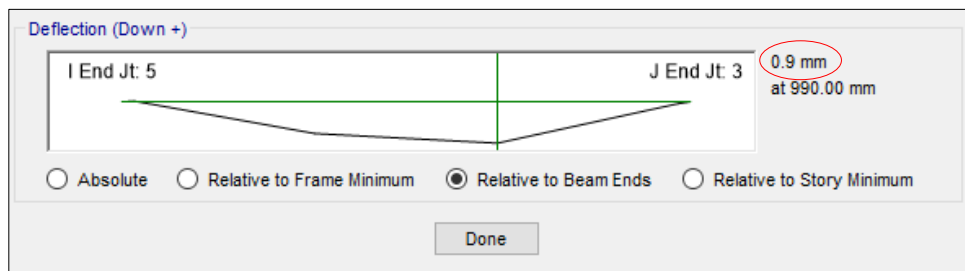 Deflection (Down +)
I End Jt: 5
J End Jt: 3
0.9 mm
at 990.00 mm
Absolute
Relative to Frame Minimum
Relative to Beam Ends
Relative to Story Minimum
Done